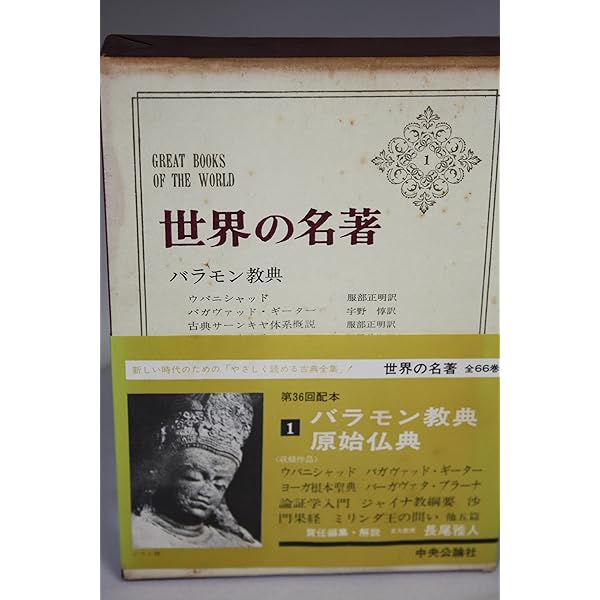 1
GREAT BOOKS
OF THE WORLD
世界の名著
バラモン教典
ウパニシャッド 服部正明訳
バガヴァッド・ギーター 宇野 惇訳
古典サーンキヤ体系概説 服部正明訳
新しい時代のための「やさしく読める古典全集」！
世界の名著 全66巻
第36回配本
1 バラモン教典
原始仏典
〈収録作品〉
ウパニシャッド バガヴァッド・ギーター
ヨーガ根本聖典 バーガヴァタ・プラーナ
論証学入門 ジャイナ教綱要 沙
門果経 ミリンダ王の問い 他五篇
責任編集・解説 長尾雅人
中央公論社